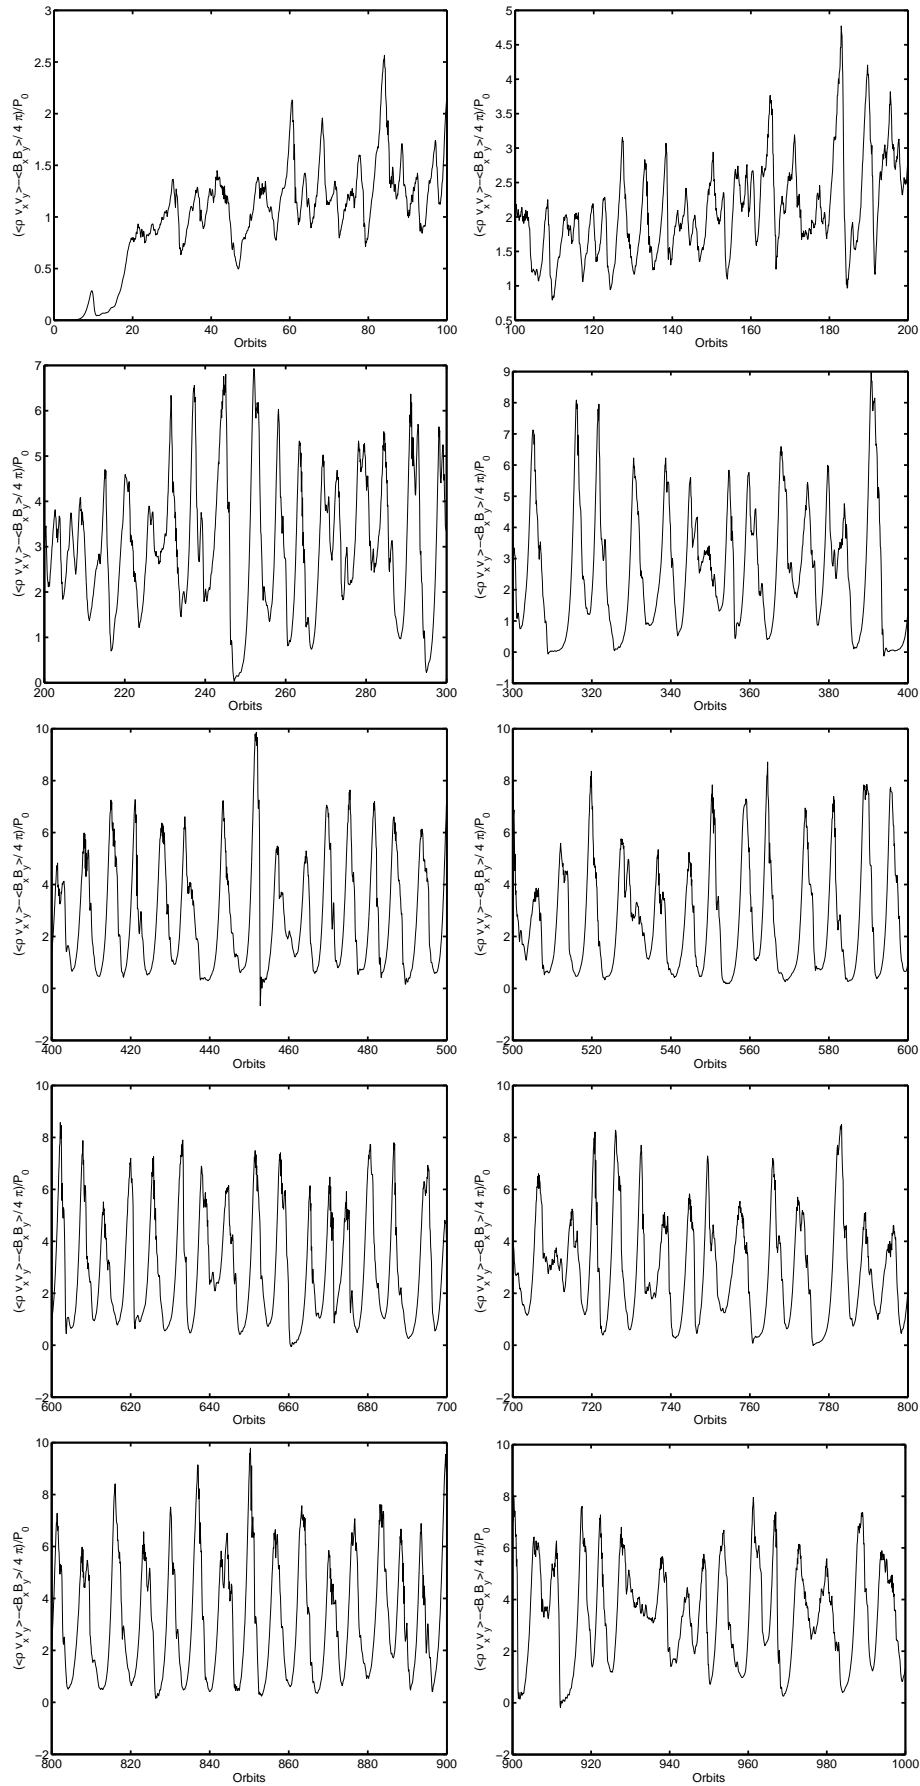 (<ρ v_x v_y>−<B_x B_y>/ 4 π)/P_0
3
2.5
2
1.5
1
0.5
0
0 20 40 60 80 100
Orbits
(<ρ v_x v_y>−<B_x B_y>/ 4 π)/P_0
5
4.5
4
3.5
3
2.5
2
1.5
1
0.5
100 120 140 160 180 200
Orbits
(<ρ v_x v_y>−<B_x B_y>/ 4 π)/P_0
7
6
5
4
3
2
1
0
200 220 240 260 280 300
Orbits
(<ρ v_x v_y>−<B_x B_y>/ 4 π)/P_0
9
8
7
6
5
4
3
2
1
0
−1
300 320 340 360 380 400
Orbits
(<ρ v_x v_y>−<B_x B_y>/ 4 π)/P_0
10
8
6
4
2
0
−2
400 420 440 460 480 500
Orbits
(<ρ v_x v_y>−<B_x B_y>/ 4 π)/P_0
10
8
6
4
2
0
−2
500 520 540 560 580 600
Orbits
(<ρ v_x v_y>−<B_x B_y>/ 4 π)/P_0
10
8
6
4
2
0
−2
600 620 640 660 680 700
Orbits
(<ρ v_x v_y>−<B_x B_y>/ 4 π)/P_0
10
8
6
4
2
0
−2
700 720 740 760 780 800
Orbits
(<ρ v_x v_y>−<B_x B_y>/ 4 π)/P_0
10
8
6
4
2
0
−2
800 820 840 860 880 900
Orbits
(<ρ v_x v_y>−<B_x B_y>/ 4 π)/P_0
10
8
6
4
2
0
−2
900 920 940 960 980 1000
Orbits